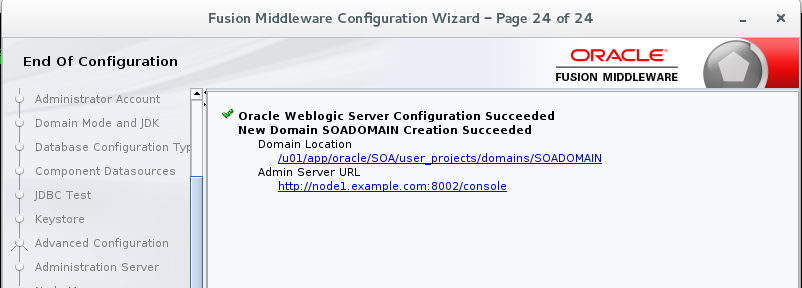 Fusion Middleware Configuration Wizard – Page 24 of 24
End Of Configuration
ORACLE
FUSION MIDDLEWARE
Administrator Account
Domain Mode and JDK
Database Configuration Typ
Component Datasources
JDBC Test
Keystore
Advanced Configuration
Administration Server
Oracle Weblogic Server Configuration Succeeded
New Domain SOADOMAIN Creation Succeeded
Domain Location
/u01/app/oracle/SOA/user_projects/domains/SOADOMAIN
Admin Server URL
http://node1.example.com:8002/console